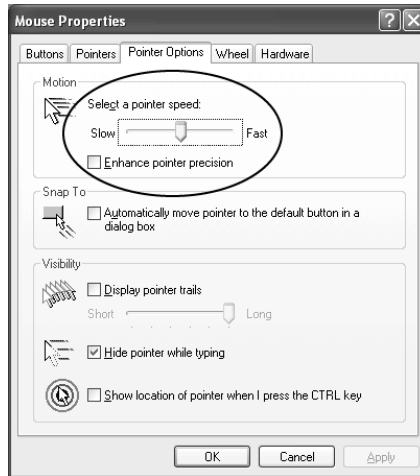 Mouse Properties
Buttons Pointers Pointer Options Wheel Hardware
Motion
Select a pointer speed:
Slow Fast
Enhance pointer precision
Snap To
Automatically move pointer to the default button in a
dialog box
Visibility
Display pointer trails
Short Long
Hide pointer while typing
Show location of pointer when I press the CTRL key
OK Cancel Apply